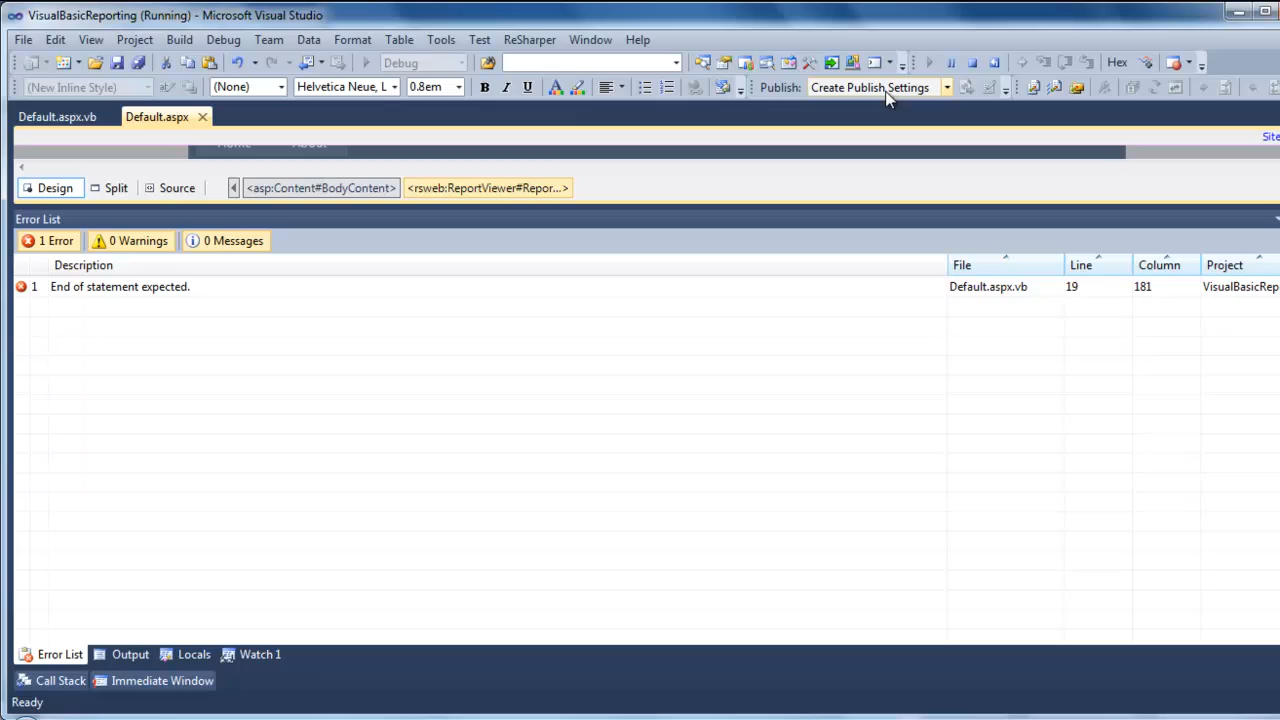 VisualBasicReporting (Running) - Microsoft Visual Studio
File Edit View Project Build Debug Team Data Format Table Tools Test ReSharper Window Help
Debug Hex
(New Inline Style) (None) Helvetica Neue, L 0.8em B I U A Publish: Create Publish Settings
Default.aspx.vb Default.aspx
Site
Home About
Design Split Source <asp:Content#BodyContent> <rsweb:ReportViewer#Repor...>
Error List
1 Error 0 Warnings 0 Messages
Description File Line Column Project
1 End of statement expected. Default.aspx.vb 19 181 VisualBasicRep
Error List Output Locals Watch 1
Call Stack Immediate Window
Ready